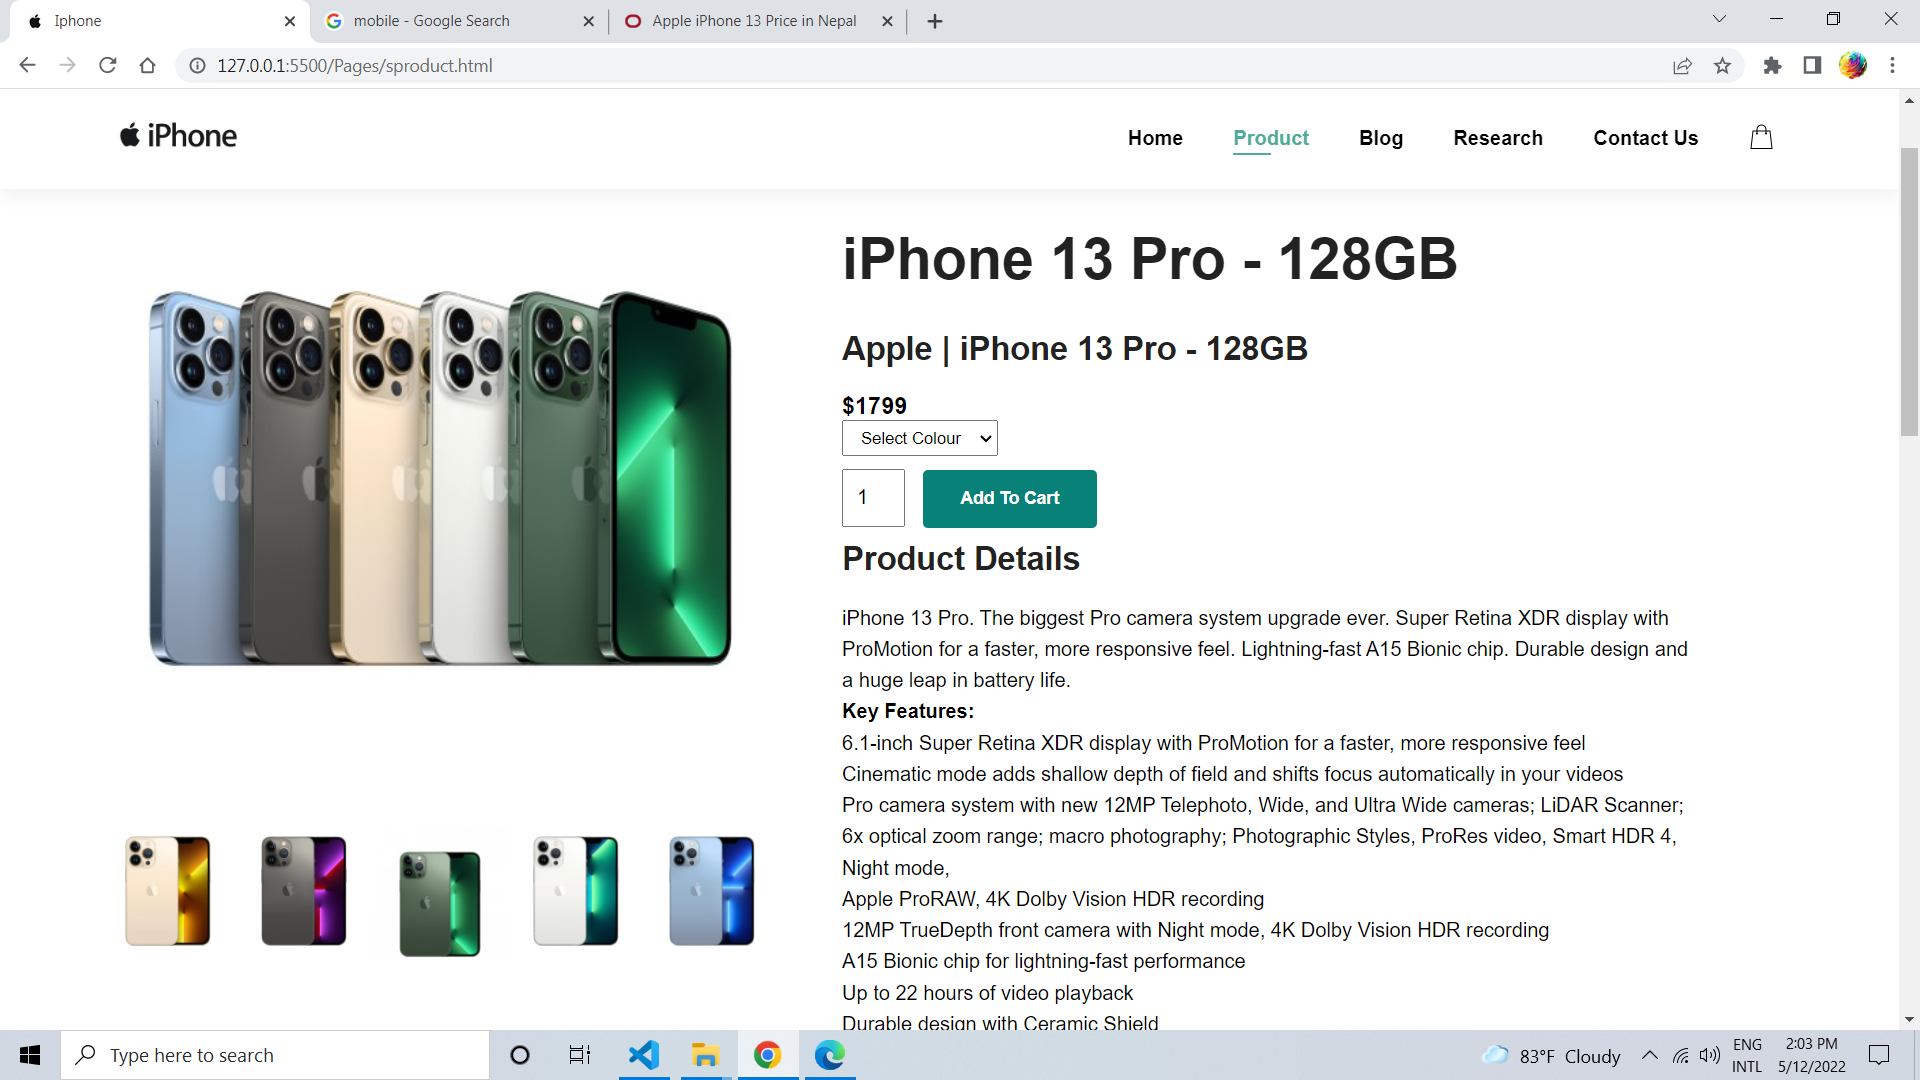 Iphone
mobile - Google Search
Apple iPhone 13 Price in Nepal
127.0.0.1:5500/Pages/sproduct.html
iPhone
Home
Product
Blog
Research
Contact Us
iPhone 13 Pro - 128GB
Apple | iPhone 13 Pro - 128GB
$1799
Select Colour
1
Add To Cart
Product Details
iPhone 13 Pro. The biggest Pro camera system upgrade ever. Super Retina XDR display with
ProMotion for a faster, more responsive feel. Lightning-fast A15 Bionic chip. Durable design and
a huge leap in battery life.
Key Features:
6.1-inch Super Retina XDR display with ProMotion for a faster, more responsive feel
Cinematic mode adds shallow depth of field and shifts focus automatically in your videos
Pro camera system with new 12MP Telephoto, Wide, and Ultra Wide cameras; LiDAR Scanner;
6x optical zoom range; macro photography; Photographic Styles, ProRes video, Smart HDR 4,
Night mode,
Apple ProRAW, 4K Dolby Vision HDR recording
12MP TrueDepth front camera with Night mode, 4K Dolby Vision HDR recording
A15 Bionic chip for lightning-fast performance
Up to 22 hours of video playback
Durable design with Ceramic Shield
Type here to search
83°F Cloudy
ENG
INTL
2:03 PM
5/12/2022